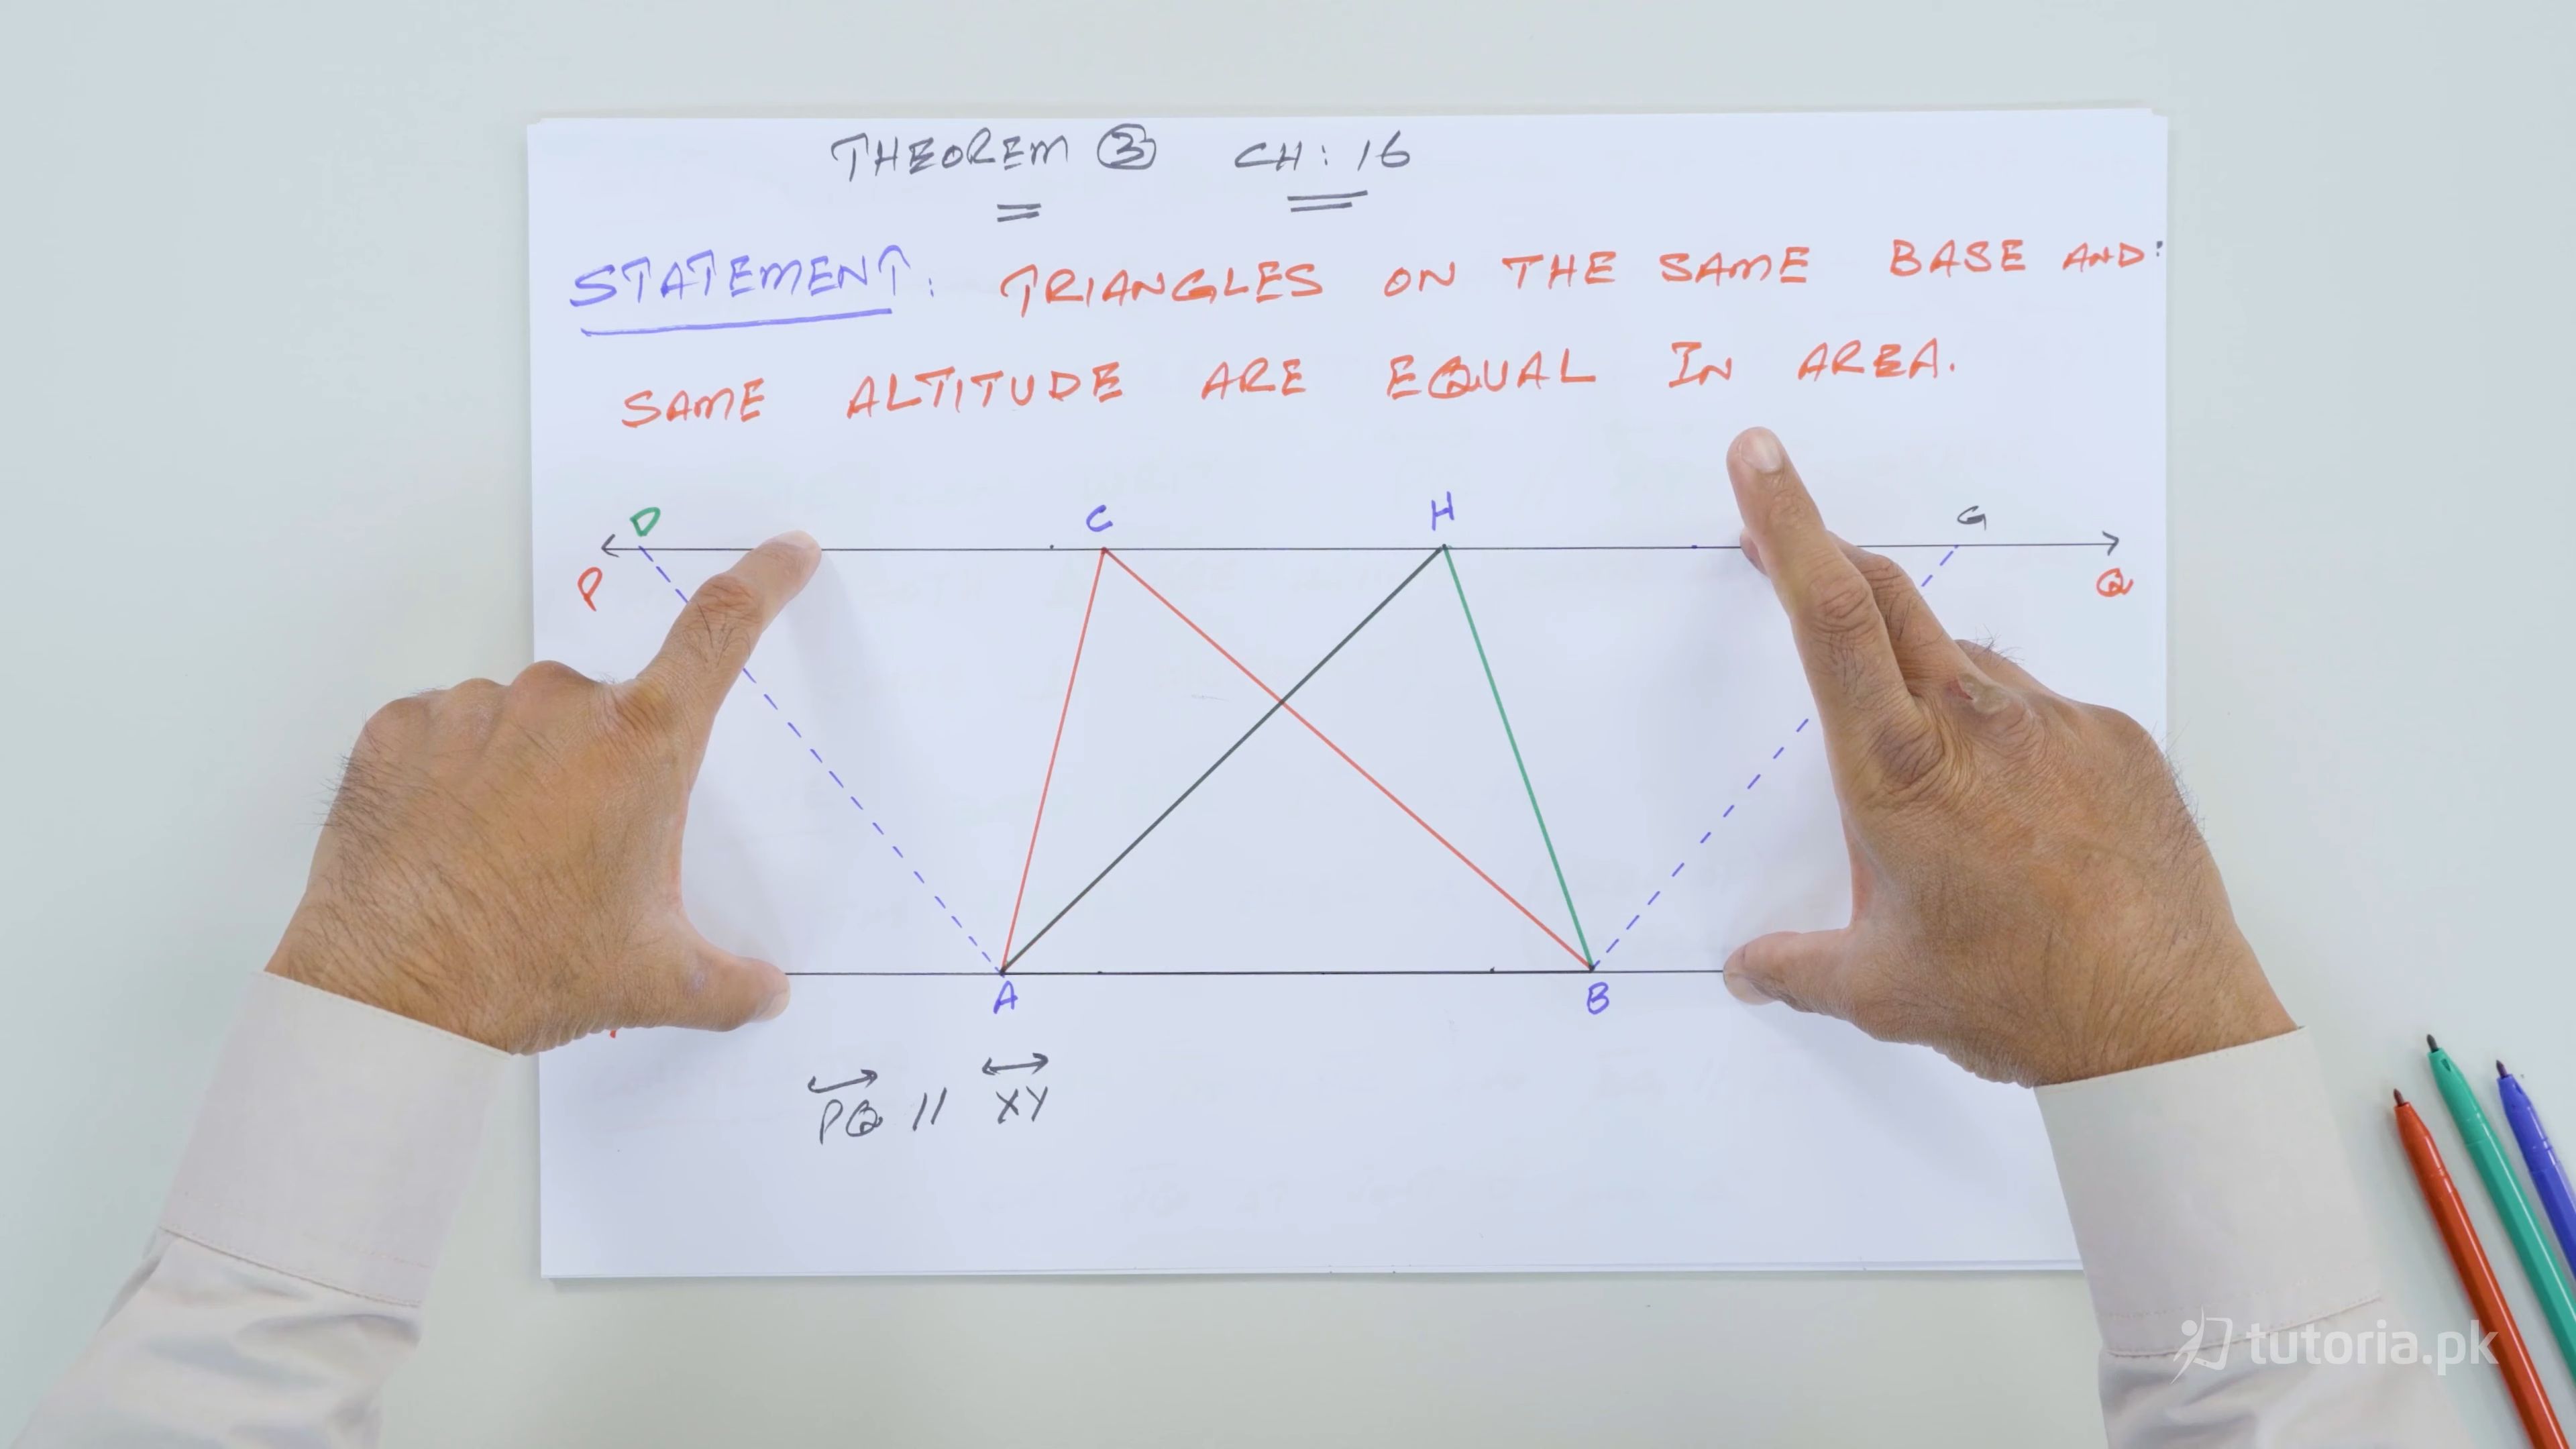 THEOREM ③ CH: 16
STATEMENT: TRIANGLES ON THE SAME BASE AND:
SAME ALTITUDE ARE EQUAL IN AREA.
D C H G
P Q
A B
PQ // XY
tutoria.pk